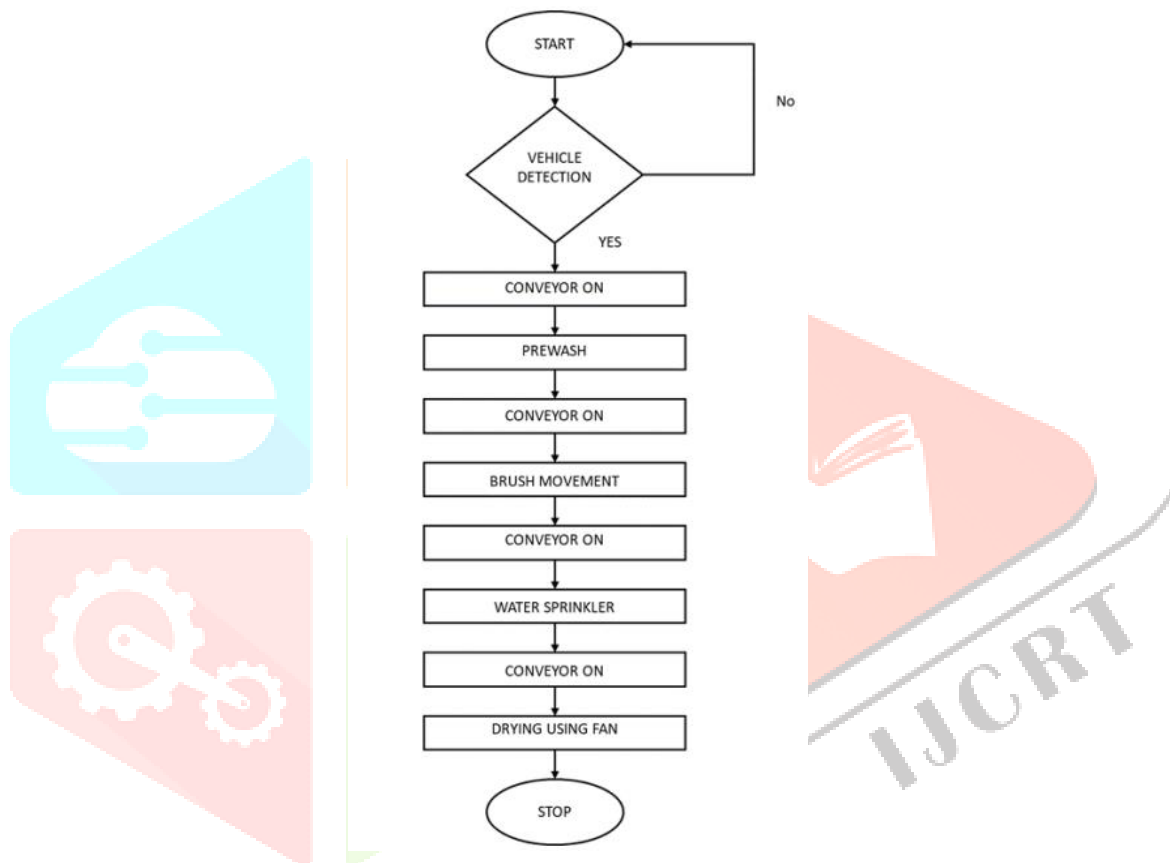 START
No
VEHICLE
DETECTION
YES
CONVEYOR ON
PREWASH
CONVEYOR ON
BRUSH MOVEMENT
CONVEYOR ON
WATER SPRINKLER
CONVEYOR ON
DRYING USING FAN
STOP
IJCRT